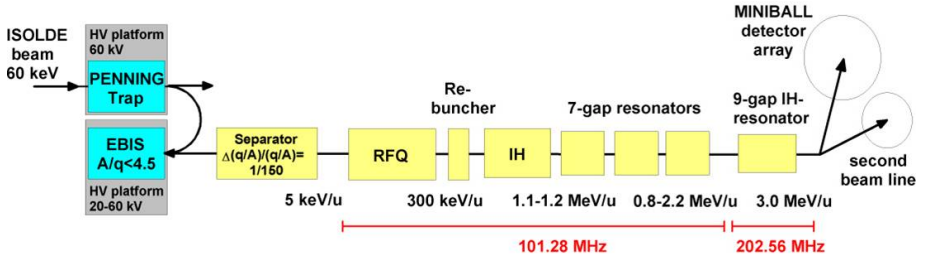 ISOLDE
beam
60 keV
HV platform
60 kV
PENNING
Trap
EBIS
A/q<4.5
HV platform
20-60 kV
Separator
Δ(q/A)/(q/A)=
1/150
RFQ
Re-
buncher
IH
7-gap resonators
9-gap IH-
resonator
MINIBALL
detector
array
second
beam line
5 keV/u
300 keV/u
1.1-1.2 MeV/u
0.8-2.2 MeV/u
3.0 MeV/u
101.28 MHz
202.56 MHz